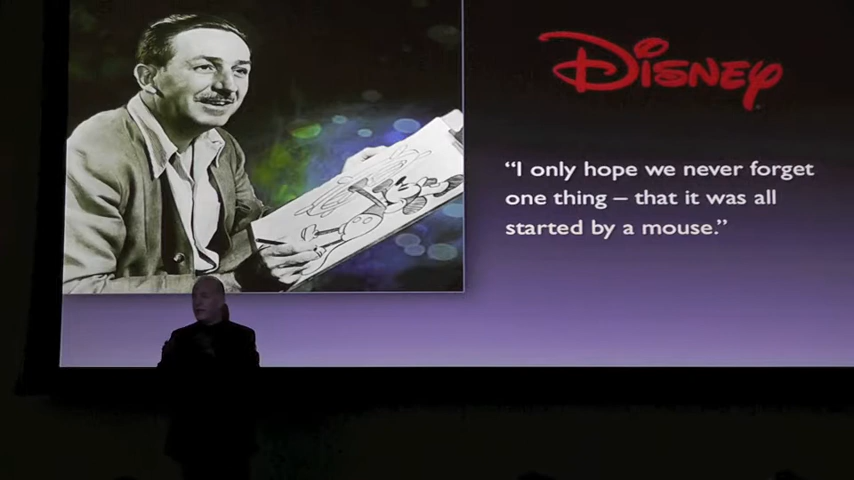 Disney
“I only hope we never forget
one thing – that it was all
started by a mouse.”